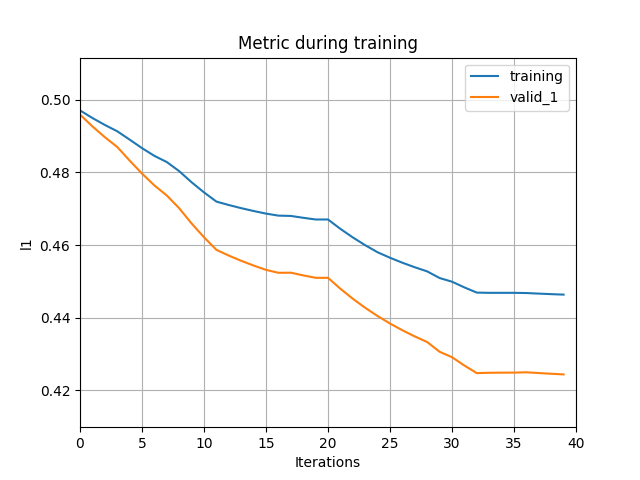 Metric during training
training
valid_1
0.50
0.48
0.46
0.44
0.42
l1
0 5 10 15 20 25 30 35 40
Iterations